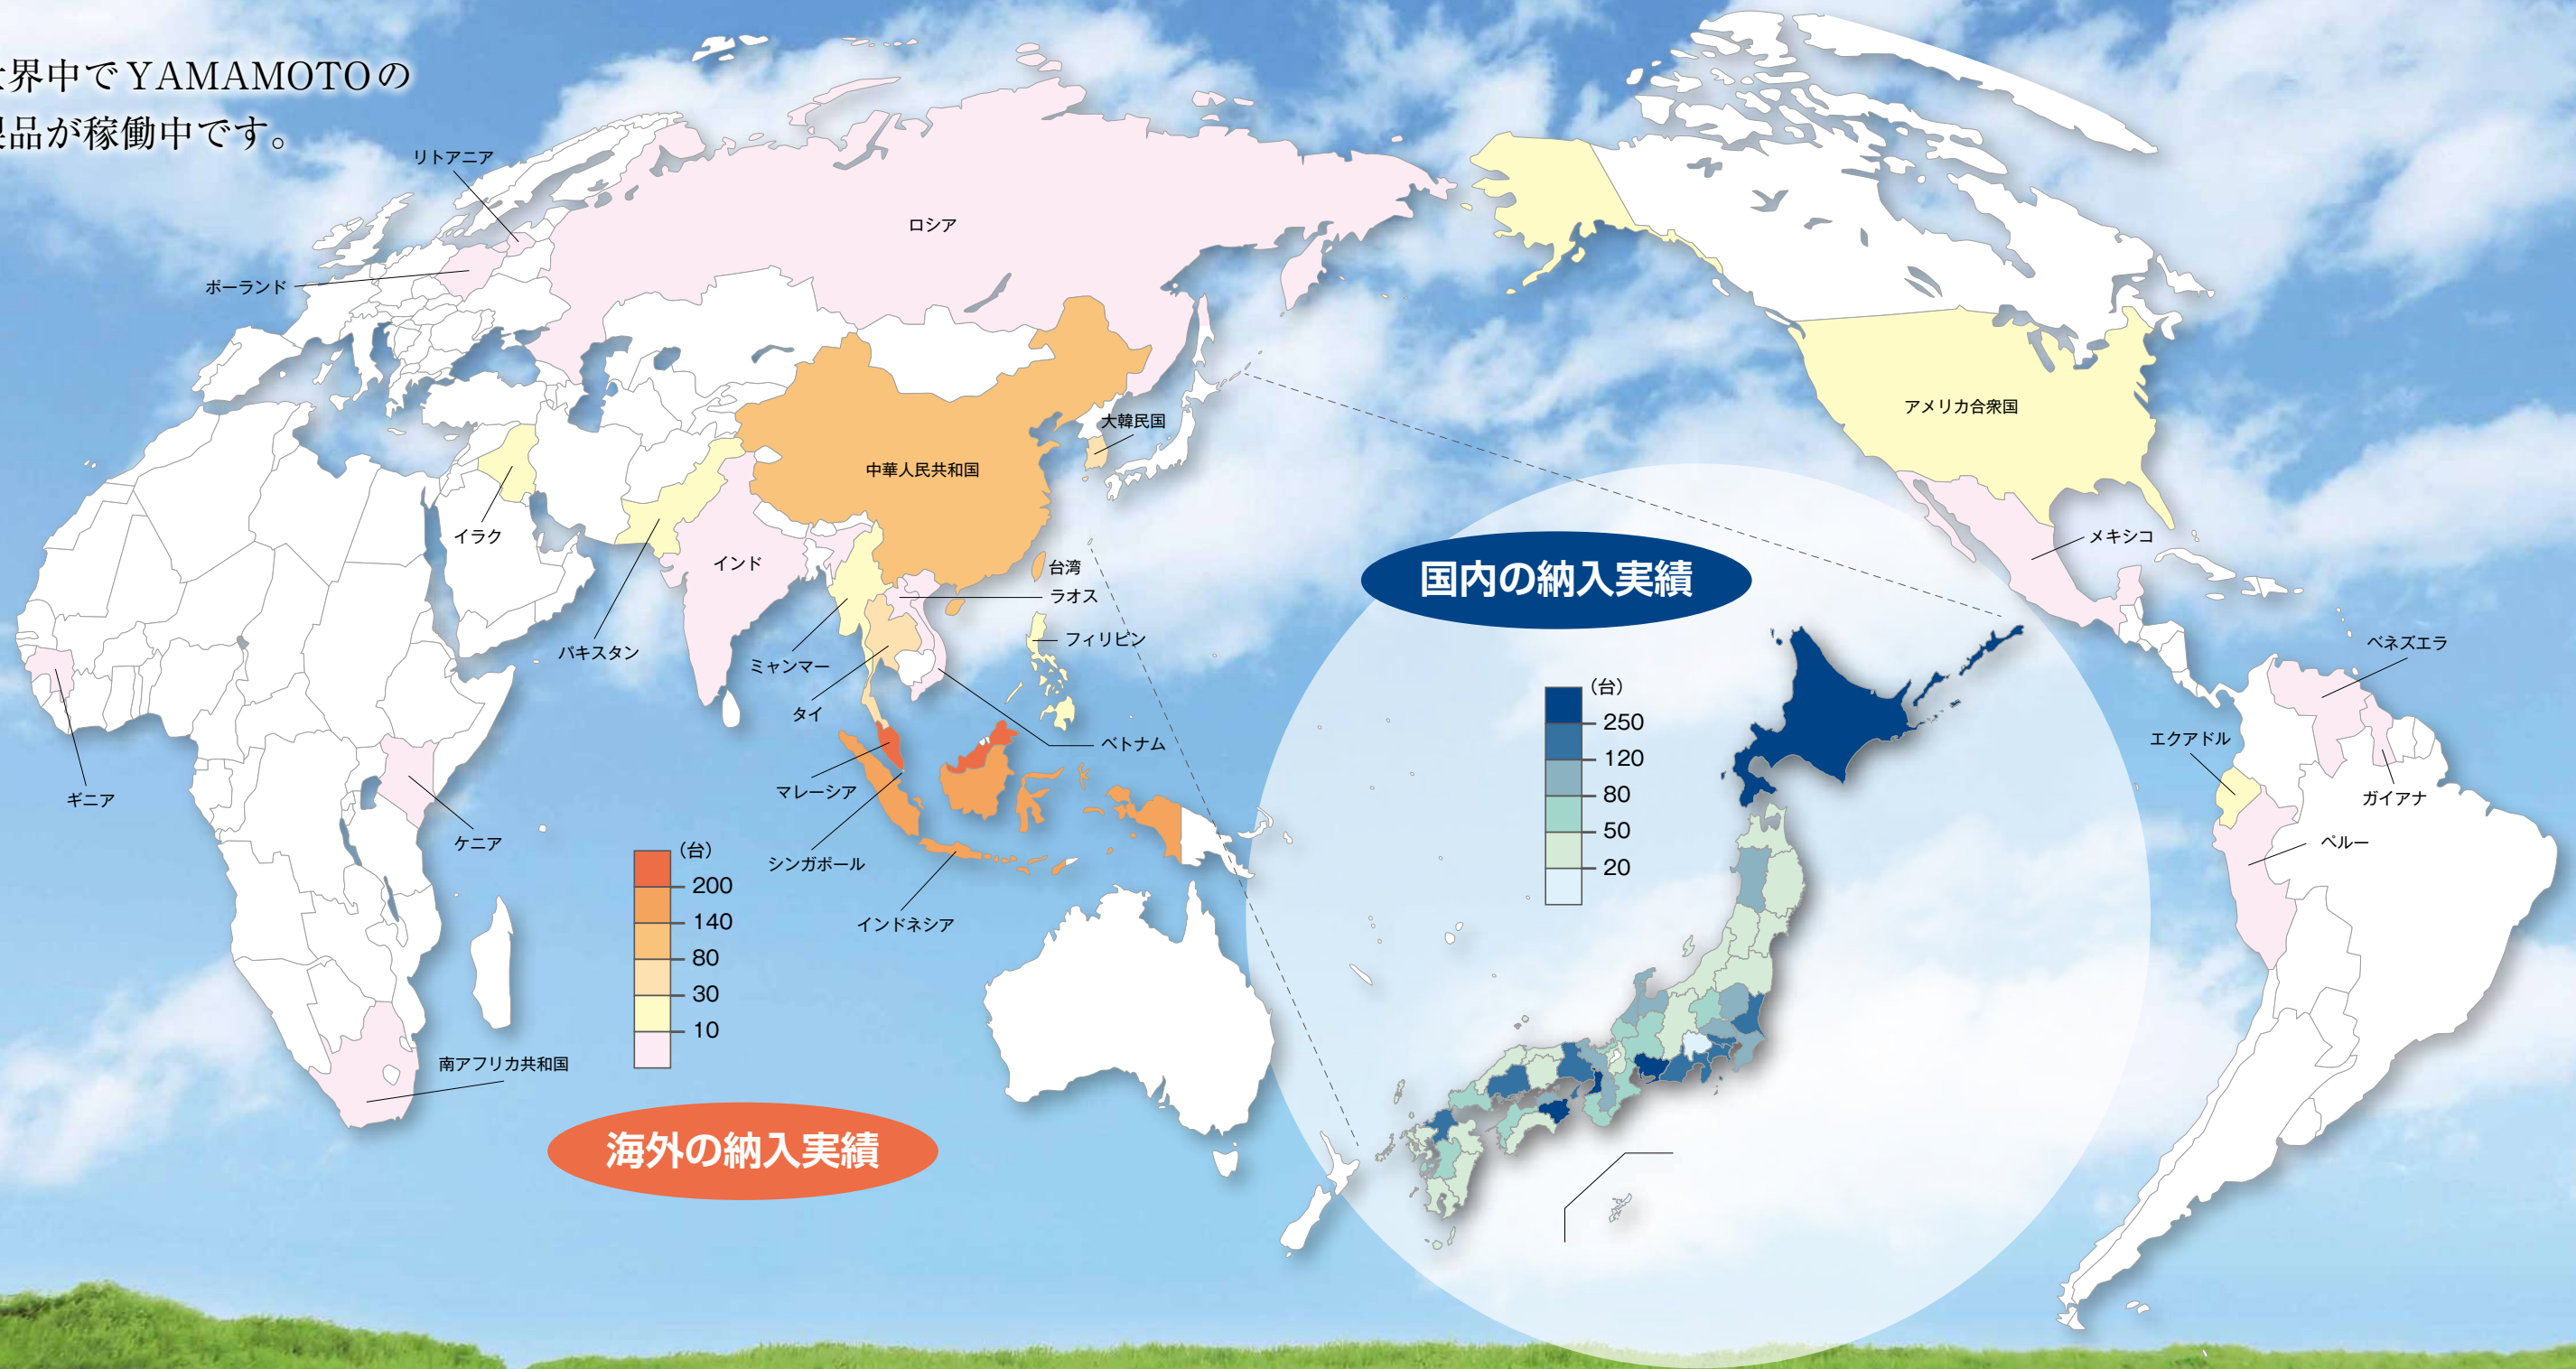 界中でYAMAMOTOの
品が稼働中です。
リトアニア
ロシア
ポーランド
アメリカ合衆国
大韓民国
中華人民共和国
イラク
メキシコ
インド
台湾
国内の納入実績
ラオス
フィリピン
ベネズエラ
パキスタン
ミャンマー
(台)
250
120
80
50
20
タイ
ベトナム
エクアドル
マレーシア
ギニア
ガイアナ
ケニア
ペルー
シンガポール
(台)
200
140
80
30
10
インドネシア
南アフリカ共和国
海外の納入実績